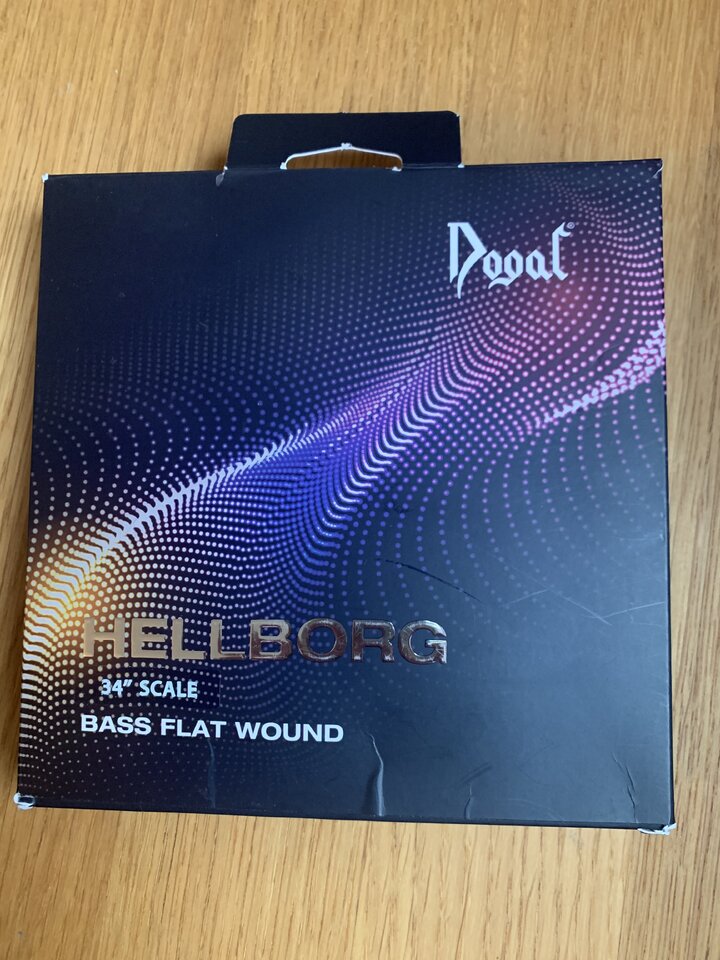 Dogal®
HELLBORG
34” SCALE
BASS FLAT WOUND